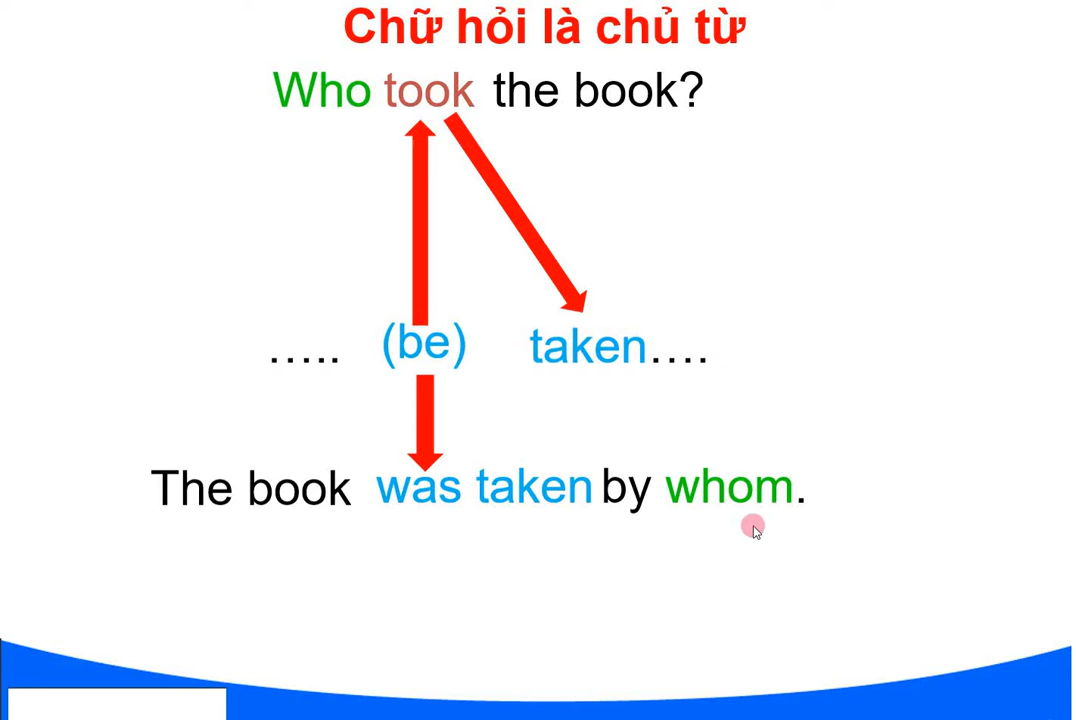 Chữ hỏi là chủ từ
Who took the book?
..... (be) taken....
The book was taken by whom.